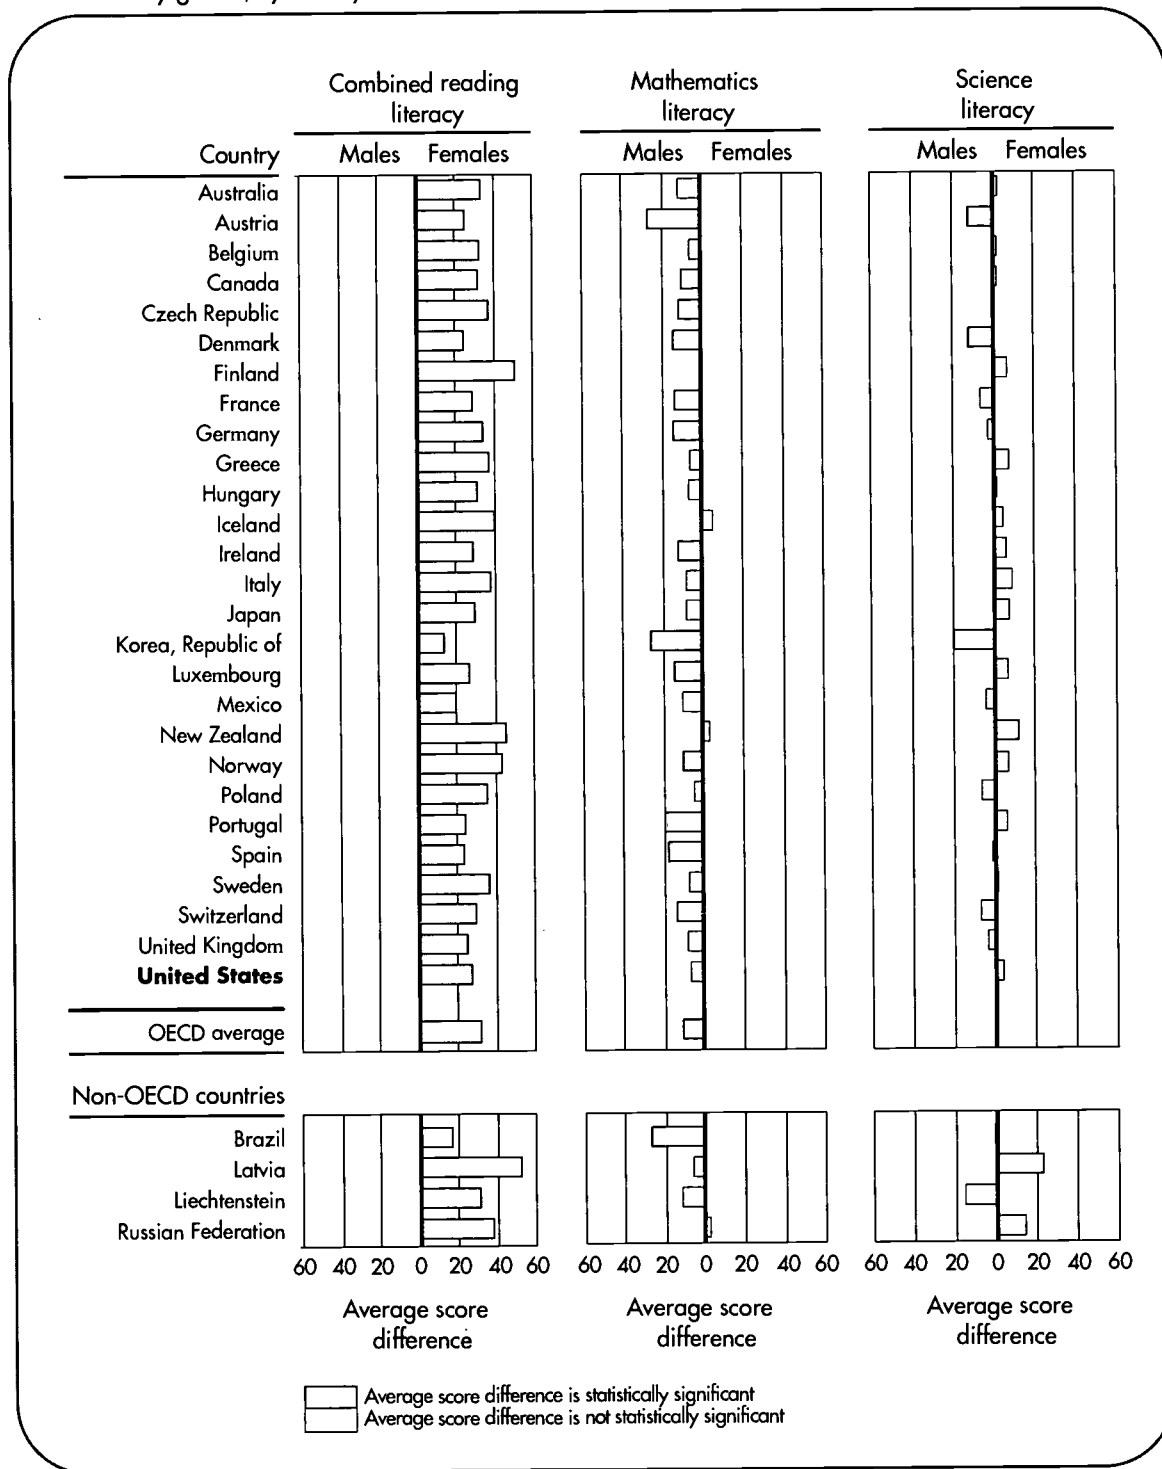 Combined reading literacy
Mathematics literacy
Science literacy
Country
Males Females
Males Females
Males Females
Australia
Austria
Belgium
Canada
Czech Republic
Denmark
Finland
France
Germany
Greece
Hungary
Iceland
Ireland
Italy
Japan
Korea, Republic of
Luxembourg
Mexico
New Zealand
Norway
Poland
Portugal
Spain
Sweden
Switzerland
United Kingdom
United States
OECD average
Non-OECD countries
Brazil
Latvia
Liechtenstein
Russian Federation
60 40 20 0 20 40 60
60 40 20 0 20 40 60
60 40 20 0 20 40 60
Average score difference
Average score difference
Average score difference
Average score difference is statistically significant
Average score difference is not statistically significant